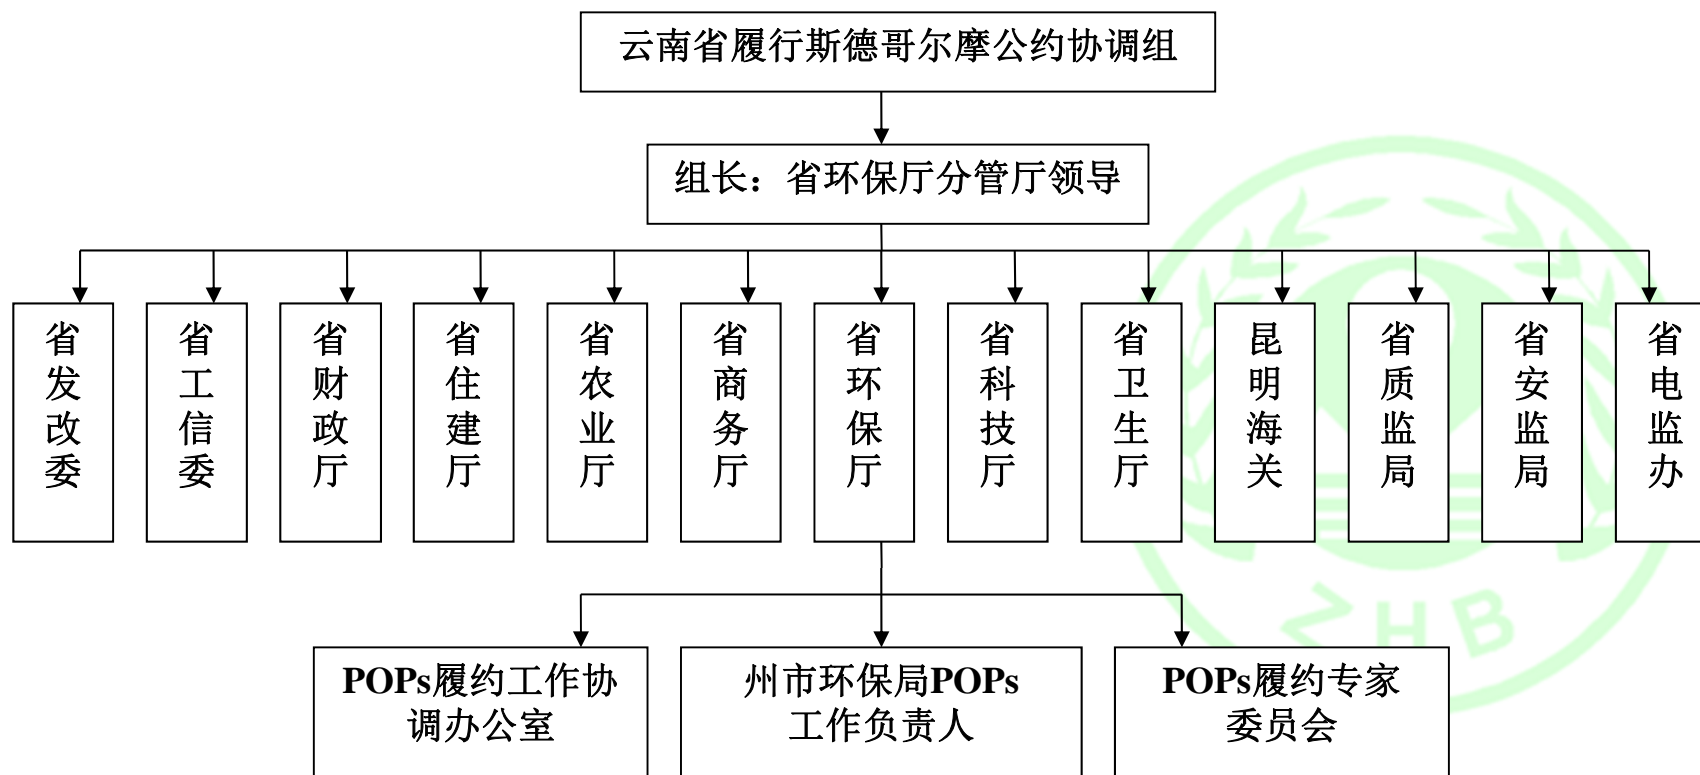 云南省履行斯德哥尔摩公约协调组
组长：省环保厅分管厅领导
省发改委
省工信委
省财政厅
省住建厅
省农业厅
省商务厅
省环保厅
省科技厅
省卫生厅
昆明海关
省质监局
省安监局
省电监办
ZHB
POPs履约工作协
调办公室
州市环保局POPs
工作负责人
POPs履约专家
委员会